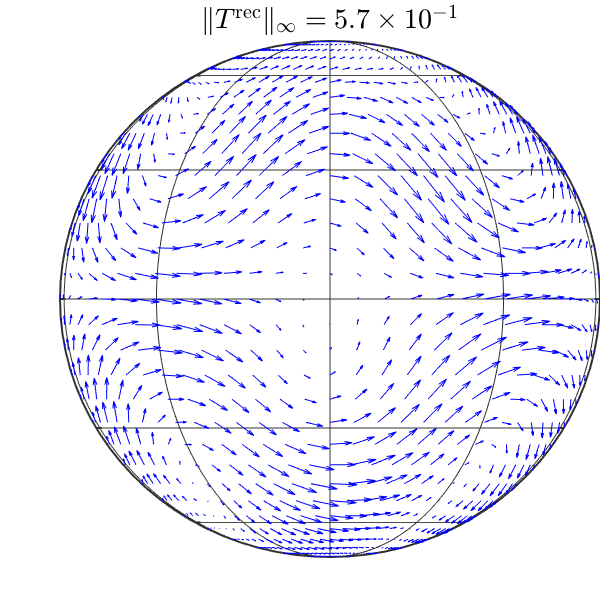 ‖T^rec‖_∞ = 5.7 × 10^−1